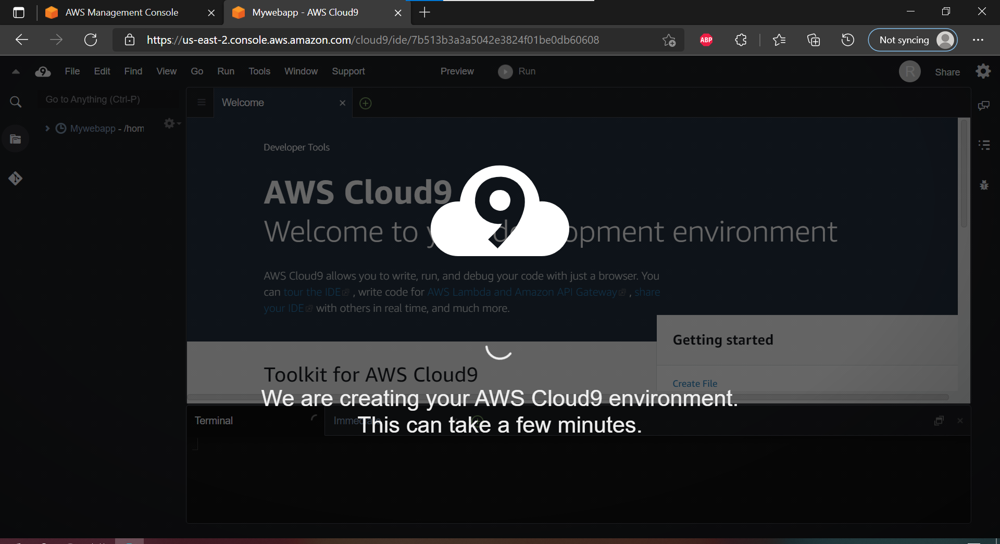 AWS Management Console
Mywebapp - AWS Cloud9
https://us-east-2.console.aws.amazon.com/cloud9/ide/7b513b3a3a5042e3824f01be0db60608
ABP
Not syncing
9 File Edit Find View Go Run Tools Window Support Preview Run R Share
Go to Anything (Ctrl-P)
Welcome
Mywebapp - /hom
Developer Tools
AWS Cloud9
9
Welcome to opment environment
AWS Cloud9 allows you to write, run, and debug your code with just a browser. You
can tour the IDE, write code for AWS Lambda and Amazon API Gateway, share
your IDE with others in real time, and much more.
Getting started
Toolkit for AWS Cloud9
Create File
We are creating your AWS Cloud9 environment.
This can take a few minutes.
Terminal
Immediate